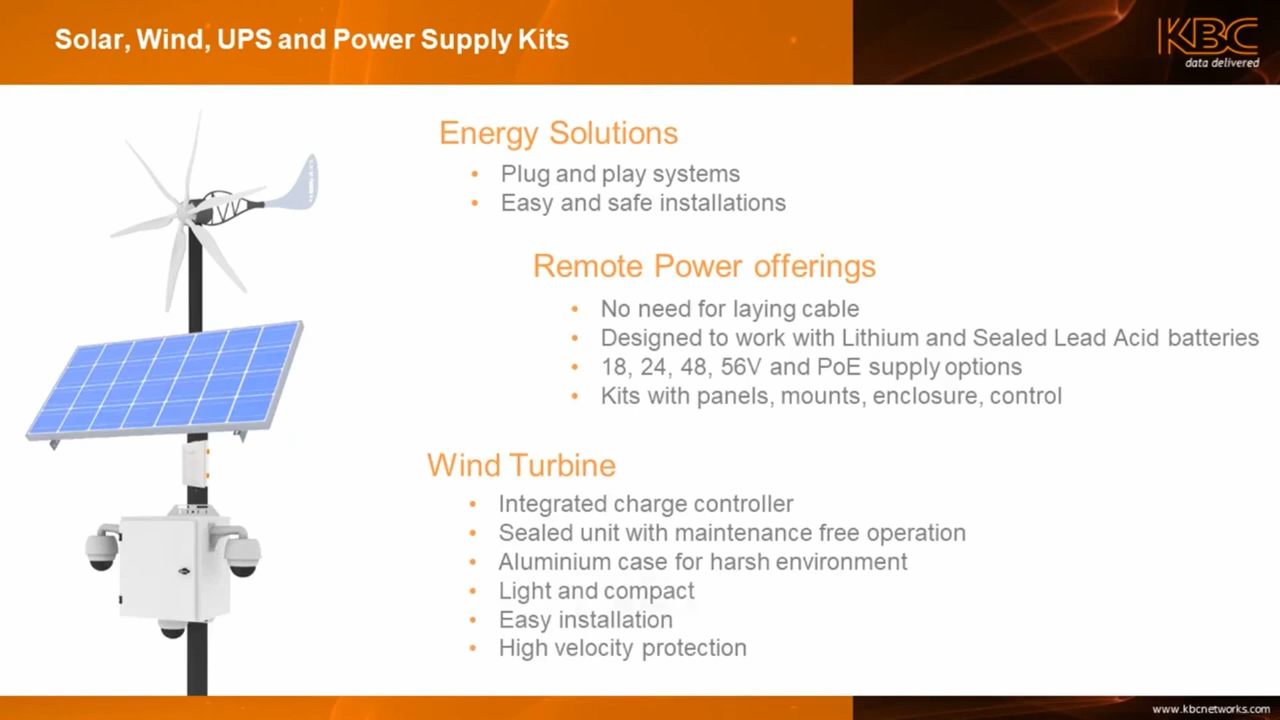 Solar, Wind, UPS and Power Supply Kits
KBC
data delivered
Energy Solutions
• Plug and play systems
• Easy and safe installations
Remote Power offerings
• No need for laying cable
• Designed to work with Lithium and Sealed Lead Acid batteries
• 18, 24, 48, 56V and PoE supply options
• Kits with panels, mounts, enclosure, control
Wind Turbine
• Integrated charge controller
• Sealed unit with maintenance free operation
• Aluminium case for harsh environment
• Light and compact
• Easy installation
• High velocity protection
www.kbcnetworks.com